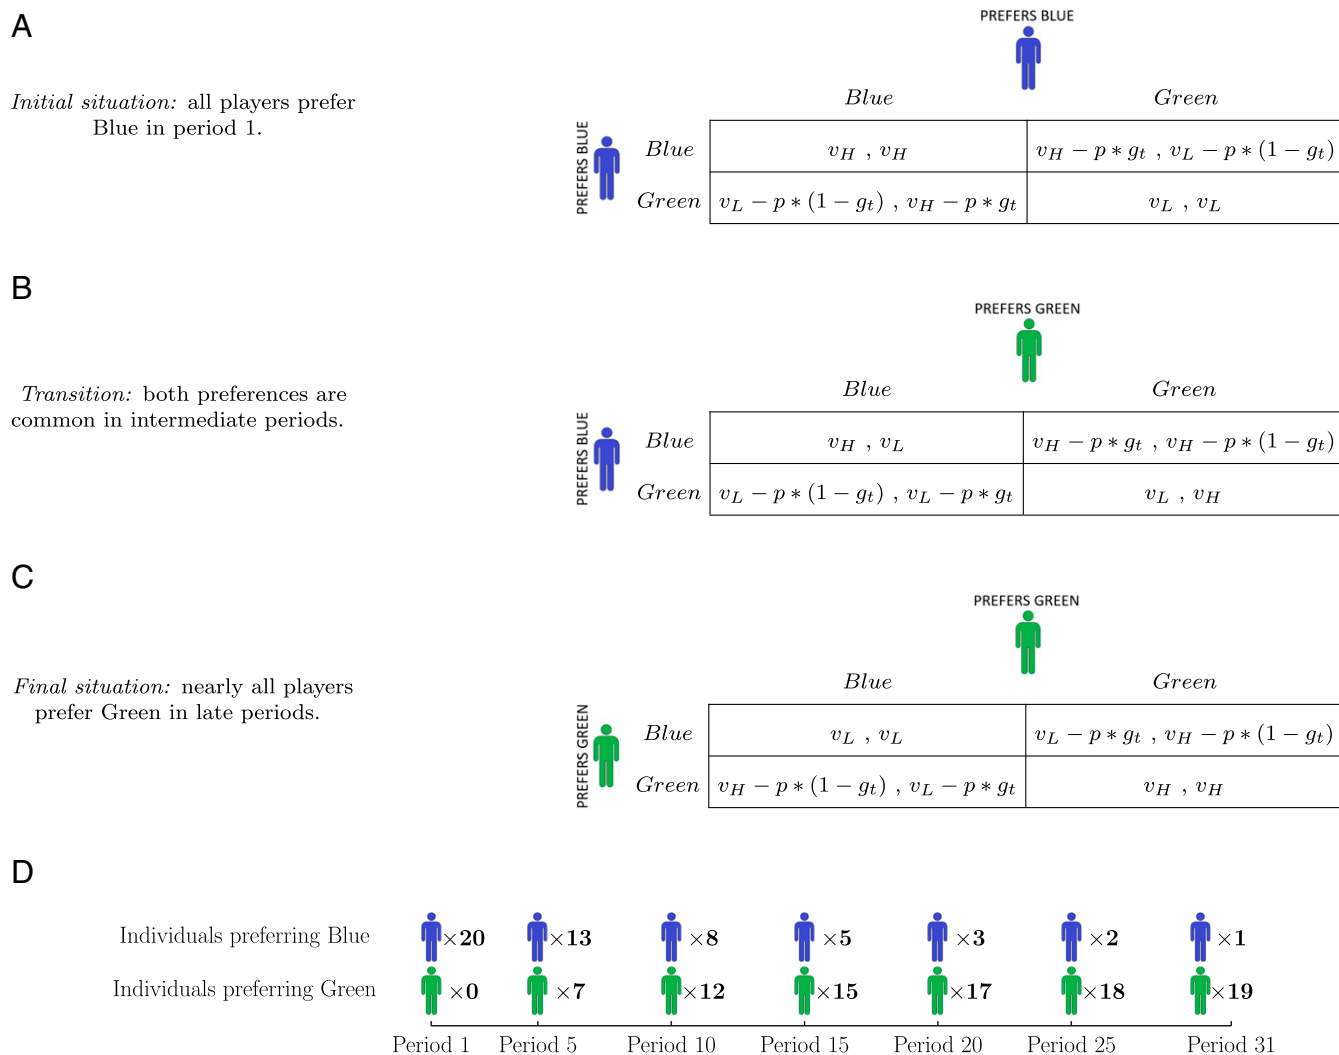 A
PREFERS BLUE
Initial situation: all players prefer
Blue in period 1.
Blue Green
PREFERS BLUE
Blue v_H , v_H v_H − p ∗ g_t , v_L − p ∗ (1 − g_t)
Green v_L − p ∗ (1 − g_t) , v_H − p ∗ g_t v_L , v_L
B
PREFERS GREEN
Transition: both preferences are
common in intermediate periods.
Blue Green
PREFERS BLUE
Blue v_H , v_L v_H − p ∗ g_t , v_H − p ∗ (1 − g_t)
Green v_L − p ∗ (1 − g_t) , v_L − p ∗ g_t v_L , v_H
C
PREFERS GREEN
Final situation: nearly all players
prefer Green in late periods.
Blue Green
PREFERS GREEN
Blue v_L , v_L v_L − p ∗ g_t , v_H − p ∗ (1 − g_t)
Green v_H − p ∗ (1 − g_t) , v_L − p ∗ g_t v_H , v_H
D
Individuals preferring Blue ×20 ×13 ×8 ×5 ×3 ×2 ×1
Individuals preferring Green ×0 ×7 ×12 ×15 ×17 ×18 ×19
Period 1 Period 5 Period 10 Period 15 Period 20 Period 25 Period 31